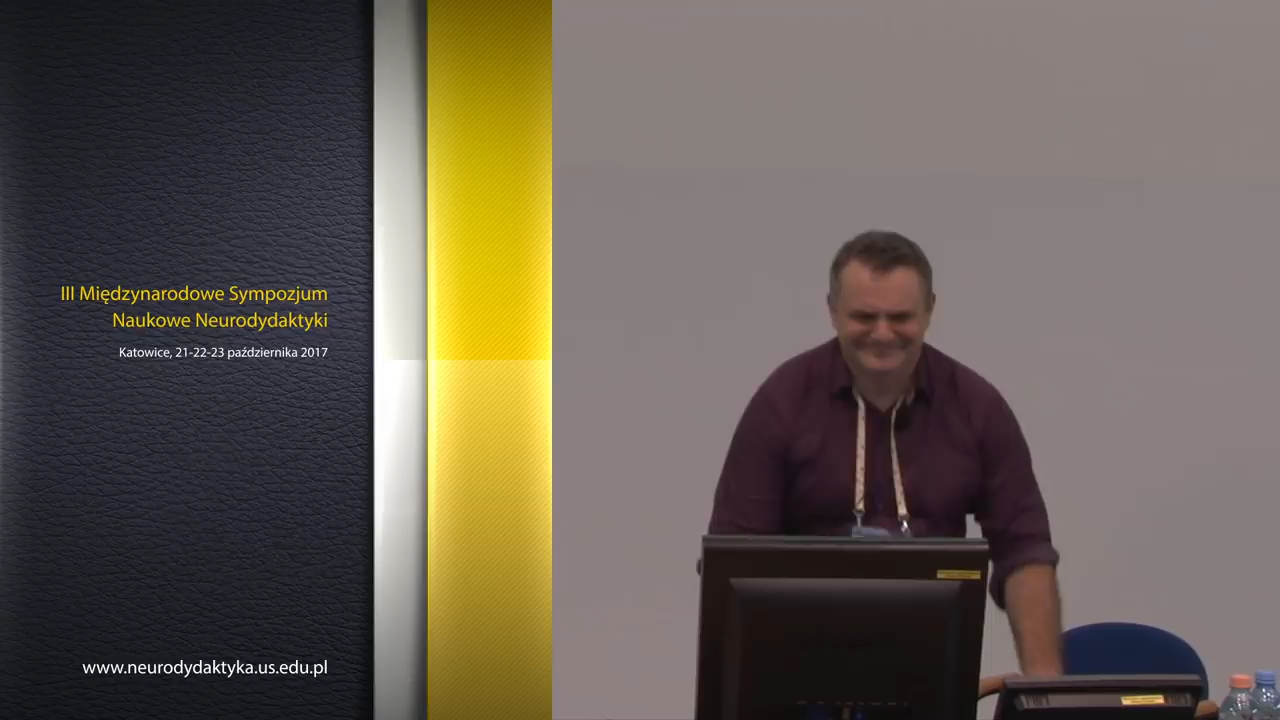 III Międzynarodowe Sympozjum
Naukowe Neurodydaktyki
Katowice, 21-22-23 października 2017
www.neurodydaktyka.us.edu.pl